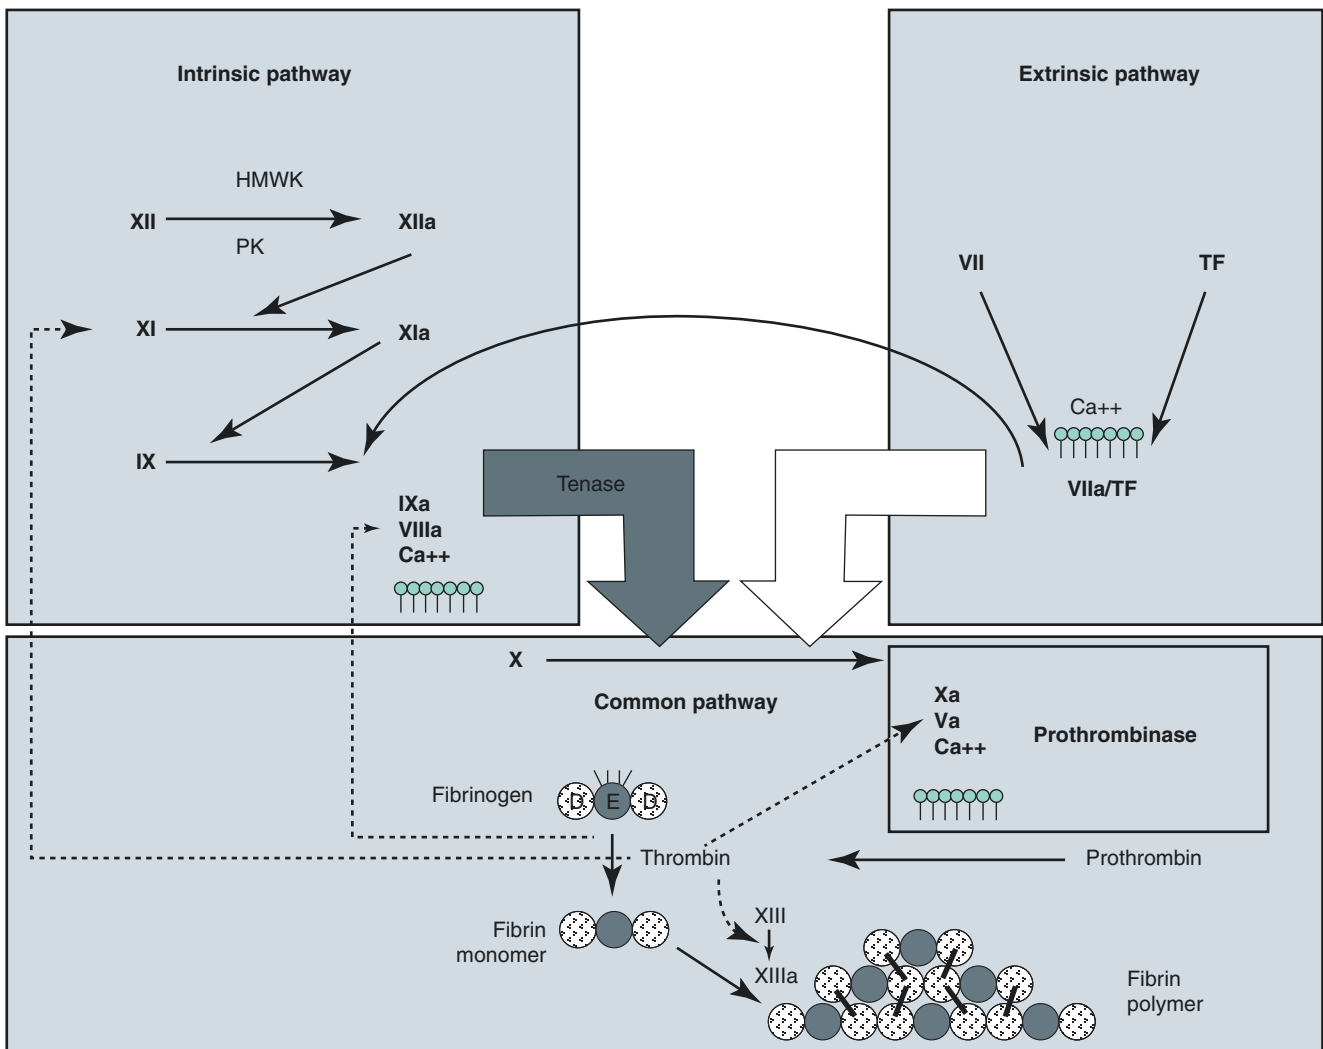 Intrinsic pathway
Extrinsic pathway
HMWK
XII
XIIa
PK
VII
TF
XI
XIa
Ca++
IX
VIIa/TF
Tenase
IXa
VIIIa
Ca++
X
Common pathway
Xa
Va
Ca++
Prothrombinase
Fibrinogen
D E D
Thrombin
Prothrombin
XIII
Fibrin
monomer
XIIIa
Fibrin
polymer